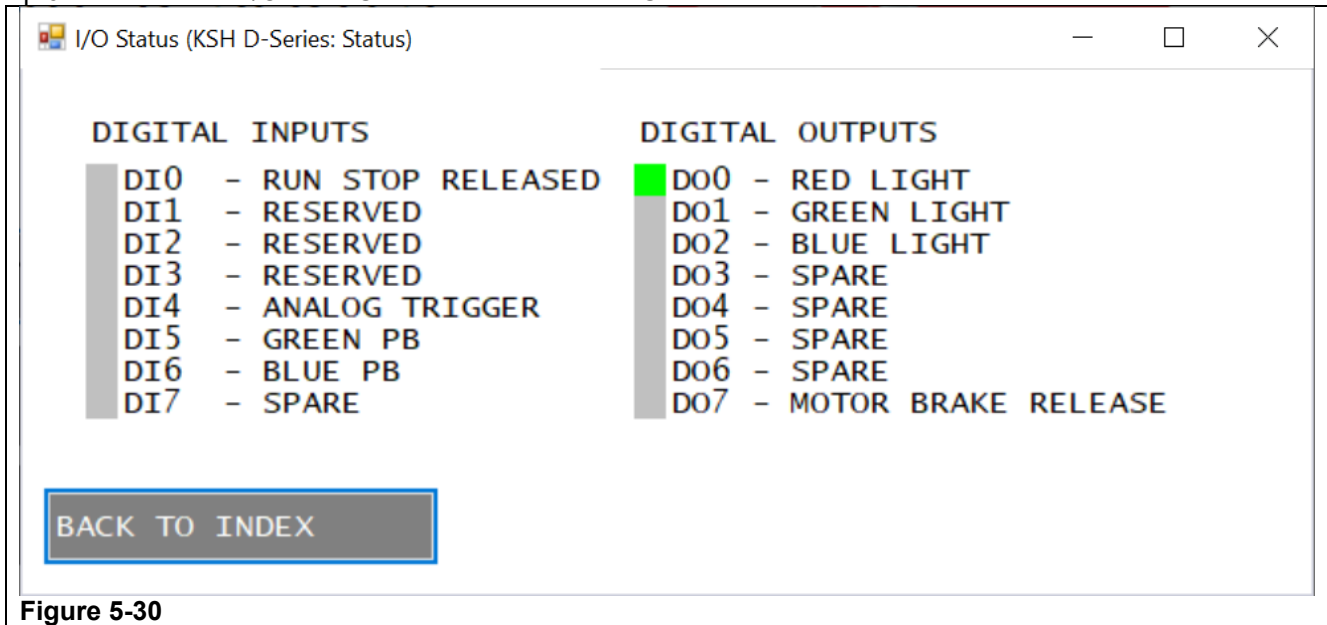 I/O Status (KSH D-Series: Status)
DIGITAL INPUTS
DI0 - RUN STOP RELEASED
DI1 - RESERVED
DI2 - RESERVED
DI3 - RESERVED
DI4 - ANALOG TRIGGER
DI5 - GREEN PB
DI6 - BLUE PB
DI7 - SPARE
DIGITAL OUTPUTS
DO0 - RED LIGHT
DO1 - GREEN LIGHT
DO2 - BLUE LIGHT
DO3 - SPARE
DO4 - SPARE
DO5 - SPARE
DO6 - SPARE
DO7 - MOTOR BRAKE RELEASE
BACK TO INDEX
Figure 5-30